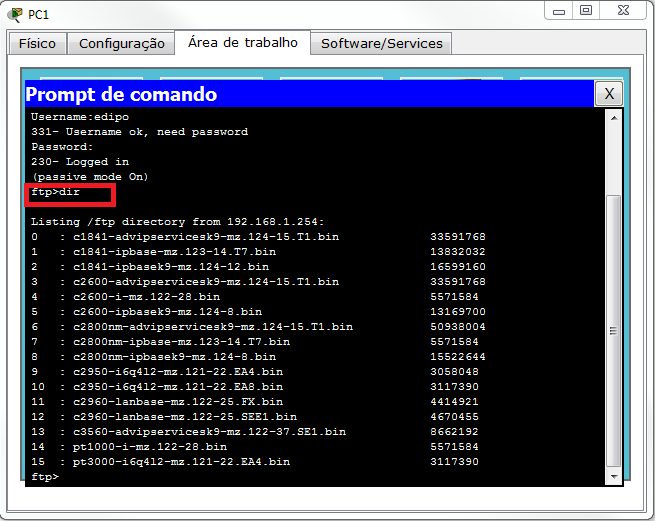 PC1
Físico Configuração Área de trabalho Software/Services
Prompt de comando X
Username:edipo
331- Username ok, need password
Password:
230- Logged in
(passive mode On)
ftp>dir
Listing /ftp directory from 192.168.1.254:
0 : c1841-advipservicesk9-mz.124-15.T1.bin 33591768
1 : c1841-ipbase-mz.123-14.T7.bin 13832032
2 : c1841-ipbasek9-mz.124-12.bin 16599160
3 : c2600-advipservicesk9-mz.124-15.T1.bin 33591768
4 : c2600-i-mz.122-28.bin 5571584
5 : c2600-ipbasek9-mz.124-8.bin 13169700
6 : c2800nm-advipservicesk9-mz.124-15.T1.bin 50938004
7 : c2800nm-ipbase-mz.123-14.T7.bin 5571584
8 : c2800nm-ipbasek9-mz.124-8.bin 15522644
9 : c2950-i6q4l2-mz.121-22.EA4.bin 3058048
10 : c2950-i6q4l2-mz.121-22.EA8.bin 3117390
11 : c2960-lanbase-mz.122-25.FX.bin 4414921
12 : c2960-lanbase-mz.122-25.SEE1.bin 4670455
13 : c3560-advipservicesk9-mz.122-37.SE1.bin 8662192
14 : pt1000-i-mz.122-28.bin 5571584
15 : pt3000-i6q4l2-mz.121-22.EA4.bin 3117390
ftp>